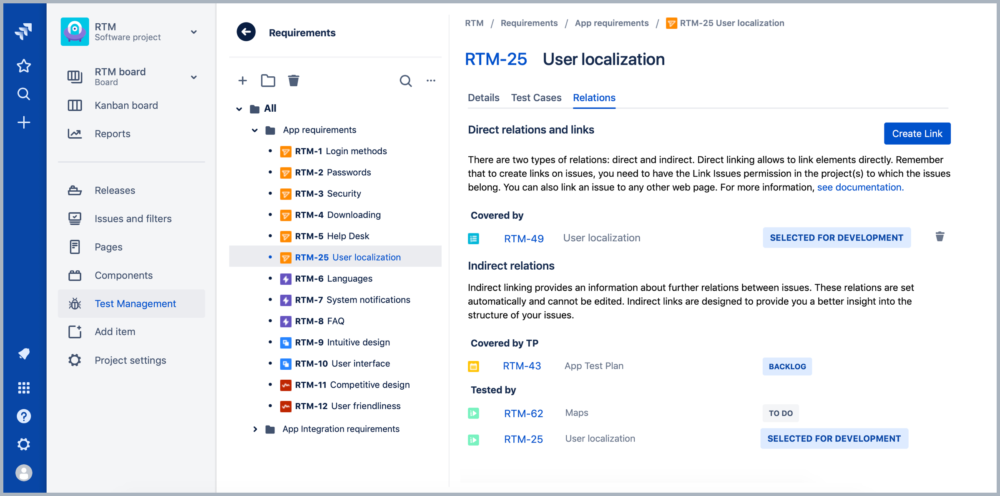 RTM
Software project
RTM board
Board
Kanban board
Reports
Releases
Issues and filters
Pages
Components
Test Management
Add item
Project settings
Requirements
All
App requirements
RTM-1 Login methods
RTM-2 Passwords
RTM-3 Security
RTM-4 Downloading
RTM-5 Help Desk
RTM-25 User localization
RTM-6 Languages
RTM-7 System notifications
RTM-8 FAQ
RTM-9 Intuitive design
RTM-10 User interface
RTM-11 Competitive design
RTM-12 User friendliness
App Integration requirements
RTM / Requirements / App requirements / RTM-25 User localization
RTM-25 User localization
Details Test Cases Relations
Direct relations and links
Create Link
There are two types of relations: direct and indirect. Direct linking allows to link elements directly. Remember
that to create links on issues, you need to have the Link Issues permission in the project(s) to which the issues
belong. You can also link an issue to any other web page. For more information, see documentation.
Covered by
RTM-49 User localization SELECTED FOR DEVELOPMENT
Indirect relations
Indirect linking provides an information about further relations between issues. These relations are set
automatically and cannot be edited. Indirect links are designed to provide you a better insight into the
structure of your issues.
Covered by TP
RTM-43 App Test Plan BACKLOG
Tested by
RTM-62 Maps TO DO
RTM-25 User localization SELECTED FOR DEVELOPMENT